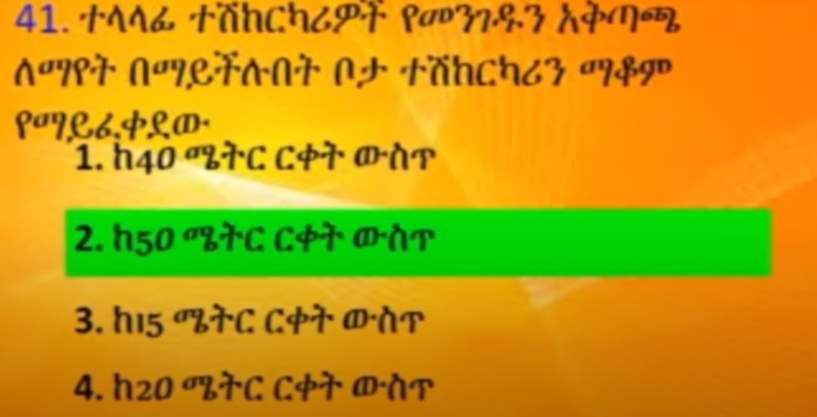 41. ተላላፊ ተሽከርካሪዎች የመንገዱን አቅጣጫ
ለማየት በማይችሉበት ቦታ ተሽከርካሪን ማቆም
የማይፈቀደው
1. ከ40 ሜትር ርቀት ውስጥ
2. ከ50 ሜትር ርቀት ውስጥ
3. ከ15 ሜትር ርቀት ውስጥ
4. ከ20 ሜትር ርቀት ውስጥ